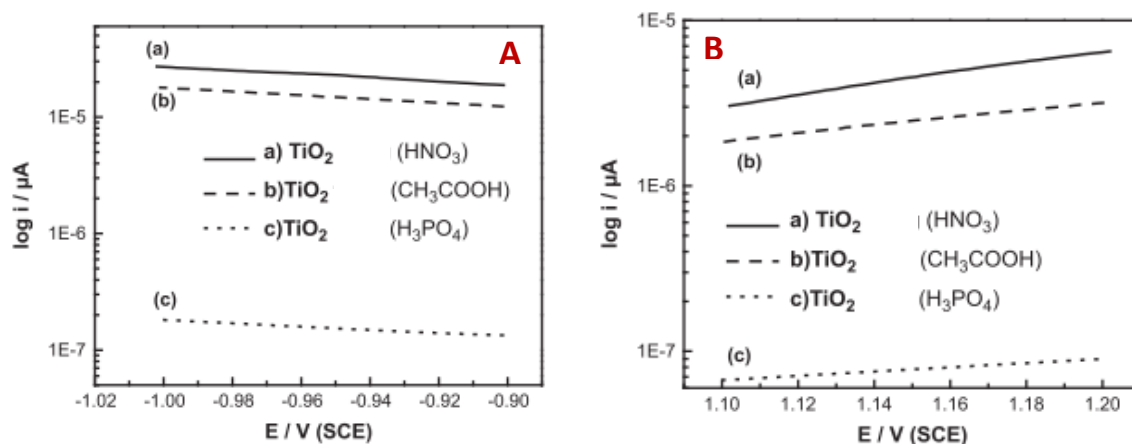 A
(a)
(b)
1E-5
1E-6
1E-7
log i / µA
a) TiO₂ (HNO₃)
b)TiO₂ (CH₃COOH)
c)TiO₂ (H₃PO₄)
(c)
-1.02 -1.00 -0.98 -0.96 -0.94 -0.92 -0.90
E / V (SCE)
B
1E-5
(a)
(b)
1E-6
1E-7
log i / µA
a) TiO₂ (HNO₃)
b)TiO₂ (CH₃COOH)
c)TiO₂ (H₃PO₄)
(c)
1.10 1.12 1.14 1.16 1.18 1.20
E / V (SCE)